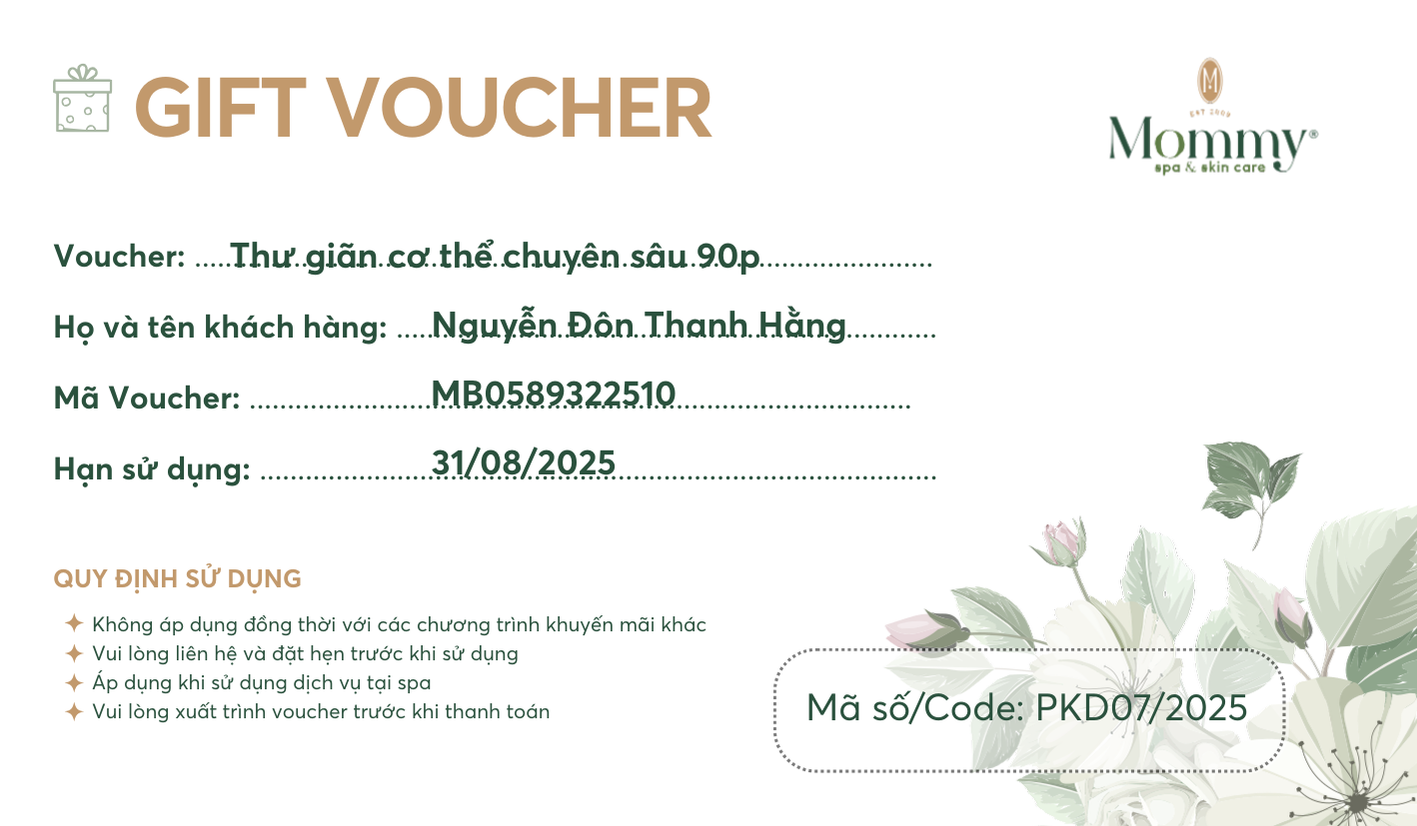 GIFT VOUCHER
M
EST 2009
Mommy®
spa & skin care
Voucher: Thư giãn cơ thể chuyên sâu 90p
Họ và tên khách hàng: Nguyễn Đôn Thanh Hằng
Mã Voucher: MB0589322510
Hạn sử dụng: 31/08/2025
QUY ĐỊNH SỬ DỤNG
Không áp dụng đồng thời với các chương trình khuyến mãi khác
Vui lòng liên hệ và đặt hẹn trước khi sử dụng
Áp dụng khi sử dụng dịch vụ tại spa
Vui lòng xuất trình voucher trước khi thanh toán
Mã số/Code: PKD07/2025